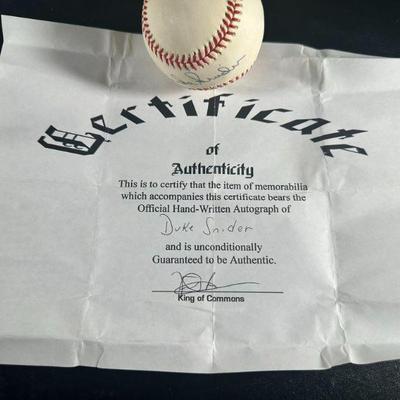 Certificate
of
Authenticity
This is to certify that the item of memorabilia
which accompanies this certificate bears the
Official Hand-Written Autograph of
Duke Snider
and is unconditionally
Guaranteed to be Authentic.
King of Commons